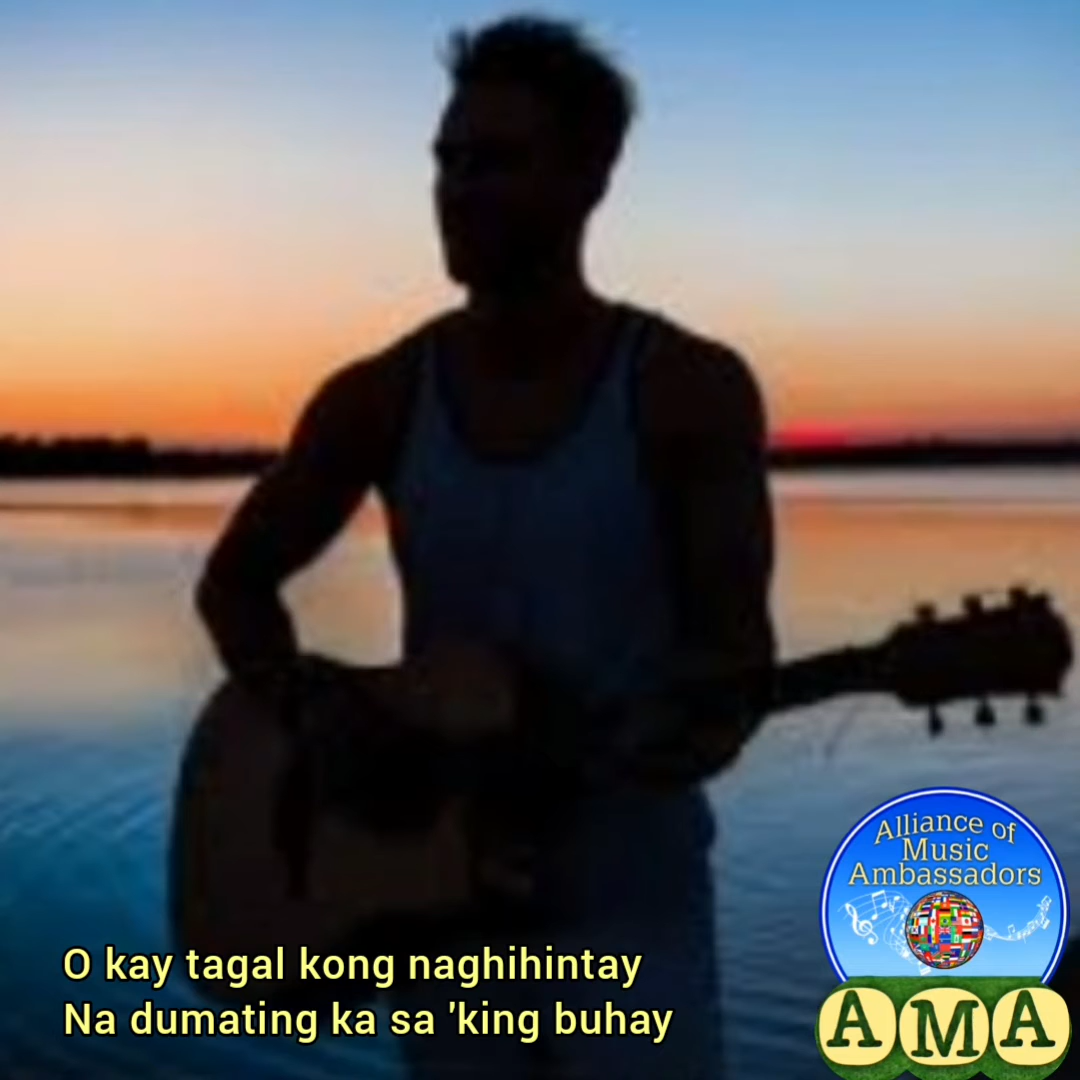 O kay tagal kong naghihintay
Na dumating ka sa 'king buhay
Alliance of
Music
Ambassadors
AMA